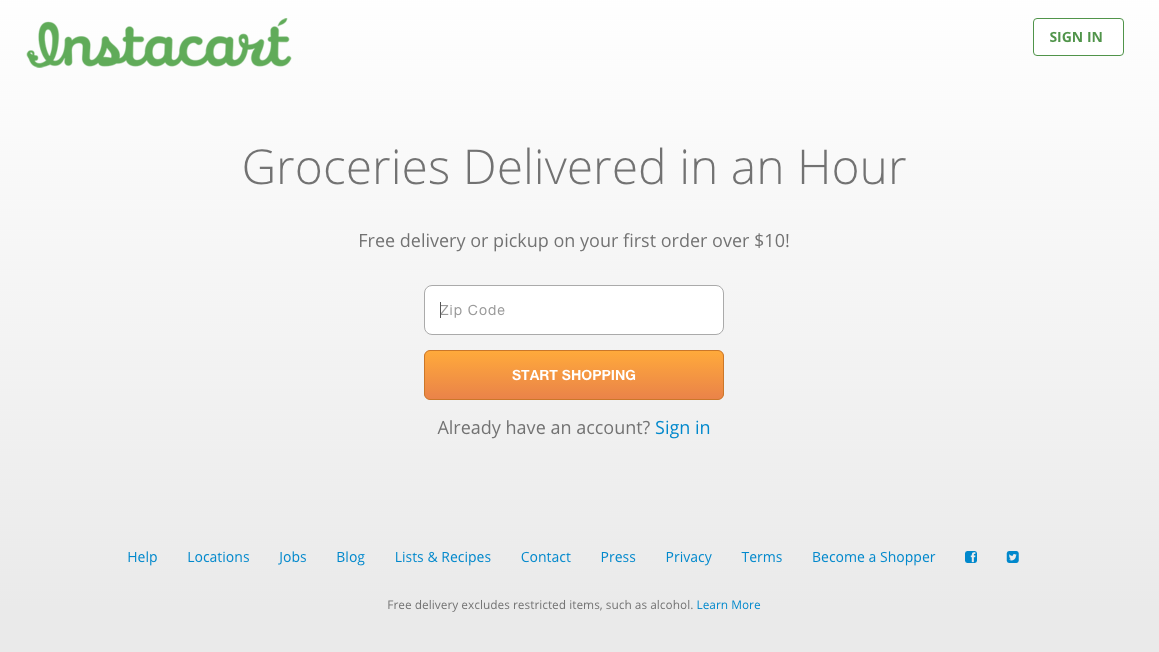 Instacart
SIGN IN
Groceries Delivered in an Hour
Free delivery or pickup on your first order over $10!
Zip Code
START SHOPPING
Already have an account? Sign in
Help Locations Jobs Blog Lists & Recipes Contact Press Privacy Terms Become a Shopper
Free delivery excludes restricted items, such as alcohol. Learn More